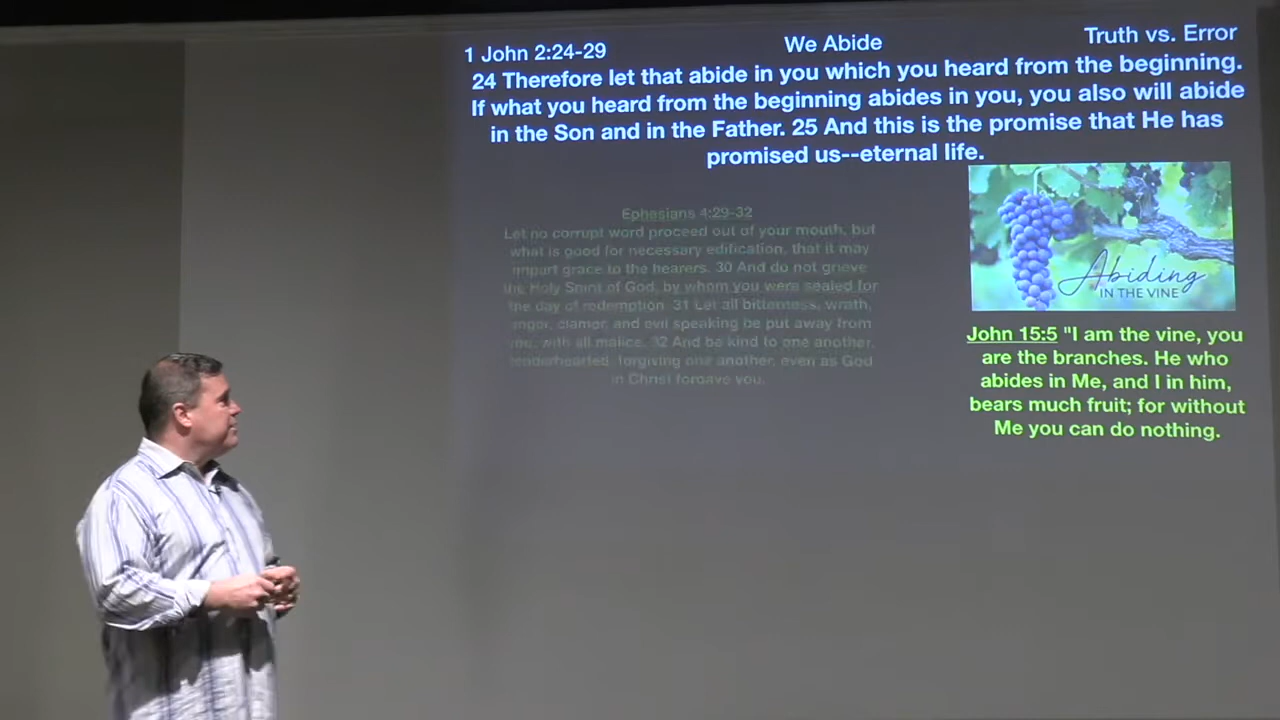 1 John 2:24-29 We Abide Truth vs. Error
24 Therefore let that abide in you which you heard from the beginning.
If what you heard from the beginning abides in you, you also will abide
in the Son and in the Father. 25 And this is the promise that He has
promised us--eternal life.
Ephesians 4:29-32
Let no corrupt word proceed out of your mouth, but
what is good for necessary edification, that it may
impart grace to the hearers. 30 And do not grieve
the Holy Spirit of God, by whom you were sealed for
the day of redemption. 31 Let all bitterness, wrath,
anger, clamor, and evil speaking be put away from
you, with all malice. 32 And be kind to one another,
tenderhearted, forgiving one another, even as God
in Christ forgave you.
Abiding
IN THE VINE
John 15:5 "I am the vine, you
are the branches. He who
abides in Me, and I in him,
bears much fruit; for without
Me you can do nothing.